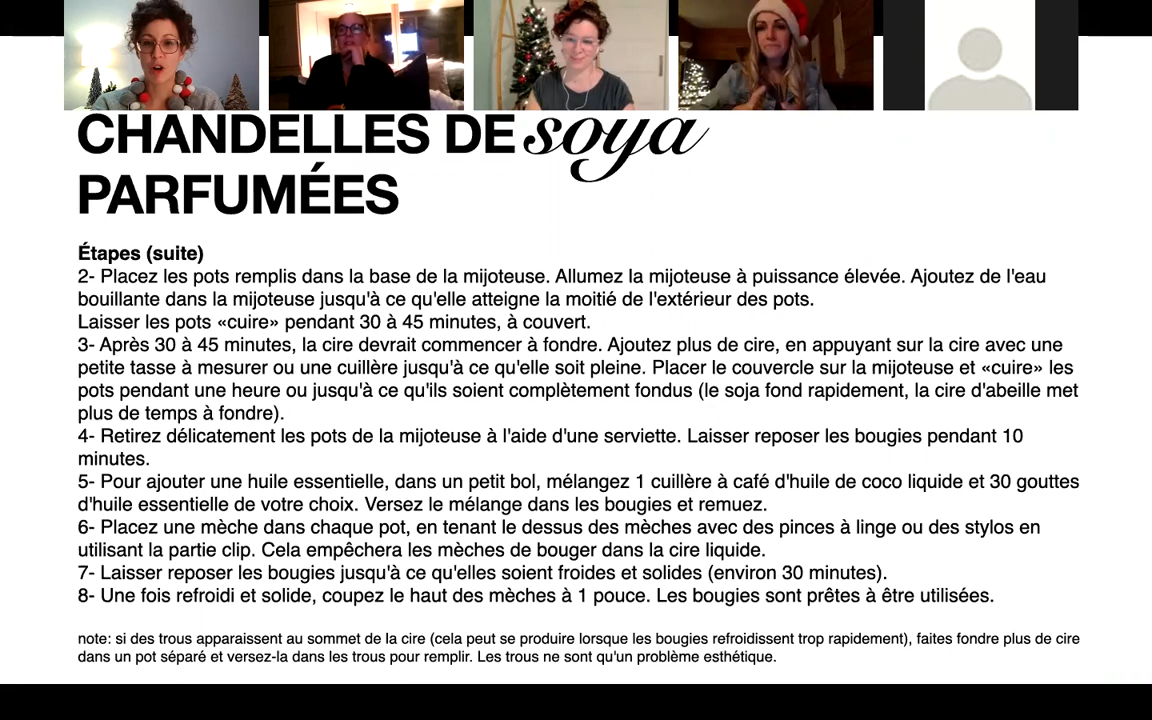 CHANDELLES DE soya
PARFUMÉES
Étapes (suite)
2- Placez les pots remplis dans la base de la mijoteuse. Allumez la mijoteuse à puissance élevée. Ajoutez de l'eau
bouillante dans la mijoteuse jusqu'à ce qu'elle atteigne la moitié de l'extérieur des pots.
Laisser les pots «cuire» pendant 30 à 45 minutes, à couvert.
3- Après 30 à 45 minutes, la cire devrait commencer à fondre. Ajoutez plus de cire, en appuyant sur la cire avec une
petite tasse à mesurer ou une cuillère jusqu'à ce qu'elle soit pleine. Placer le couvercle sur la mijoteuse et «cuire» les
pots pendant une heure ou jusqu'à ce qu'ils soient complètement fondus (le soja fond rapidement, la cire d'abeille met
plus de temps à fondre).
4- Retirez délicatement les pots de la mijoteuse à l'aide d'une serviette. Laisser reposer les bougies pendant 10
minutes.
5- Pour ajouter une huile essentielle, dans un petit bol, mélangez 1 cuillère à café d'huile de coco liquide et 30 gouttes
d'huile essentielle de votre choix. Versez le mélange dans les bougies et remuez.
6- Placez une mèche dans chaque pot, en tenant le dessus des mèches avec des pinces à linge ou des stylos en
utilisant la partie clip. Cela empêchera les mèches de bouger dans la cire liquide.
7- Laisser reposer les bougies jusqu'à ce qu'elles soient froides et solides (environ 30 minutes).
8- Une fois refroidi et solide, coupez le haut des mèches à 1 pouce. Les bougies sont prêtes à être utilisées.
note: si des trous apparaissent au sommet de la cire (cela peut se produire lorsque les bougies refroidissent trop rapidement), faites fondre plus de cire
dans un pot séparé et versez-la dans les trous pour remplir. Les trous ne sont qu'un problème esthétique.